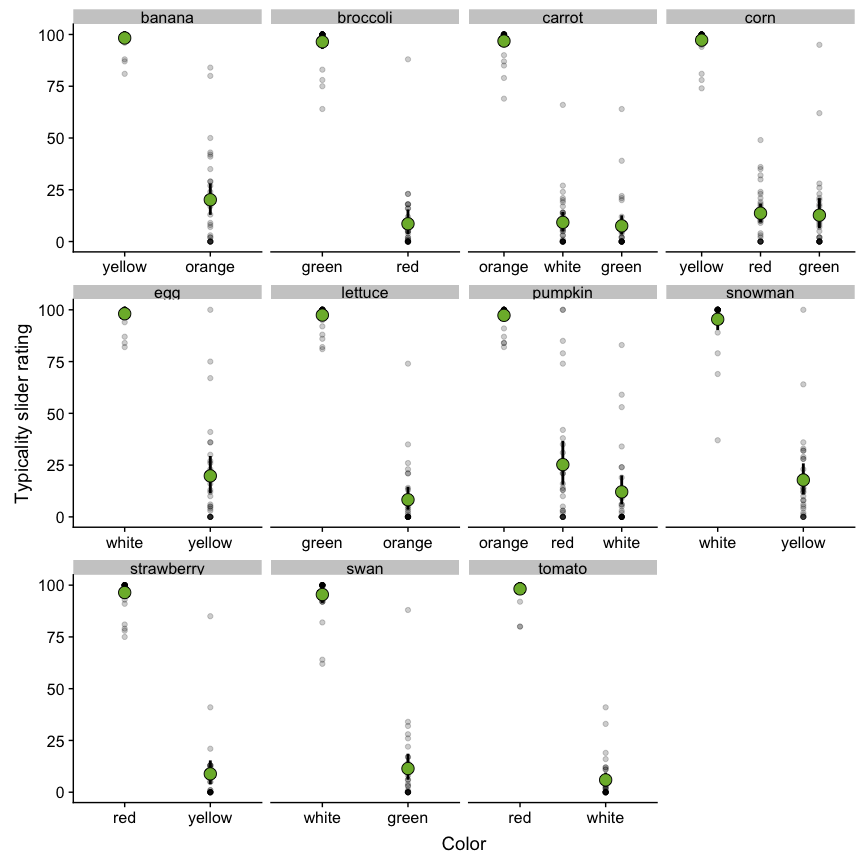 banana broccoli carrot corn
100
75
50
25
0
yellow orange green red orange white green yellow red green
egg lettuce pumpkin snowman
100
75
50
25
0
white yellow green orange orange red white white yellow
strawberry swan tomato
100
75
50
25
0
red yellow white green red white
Typicality slider rating
Color